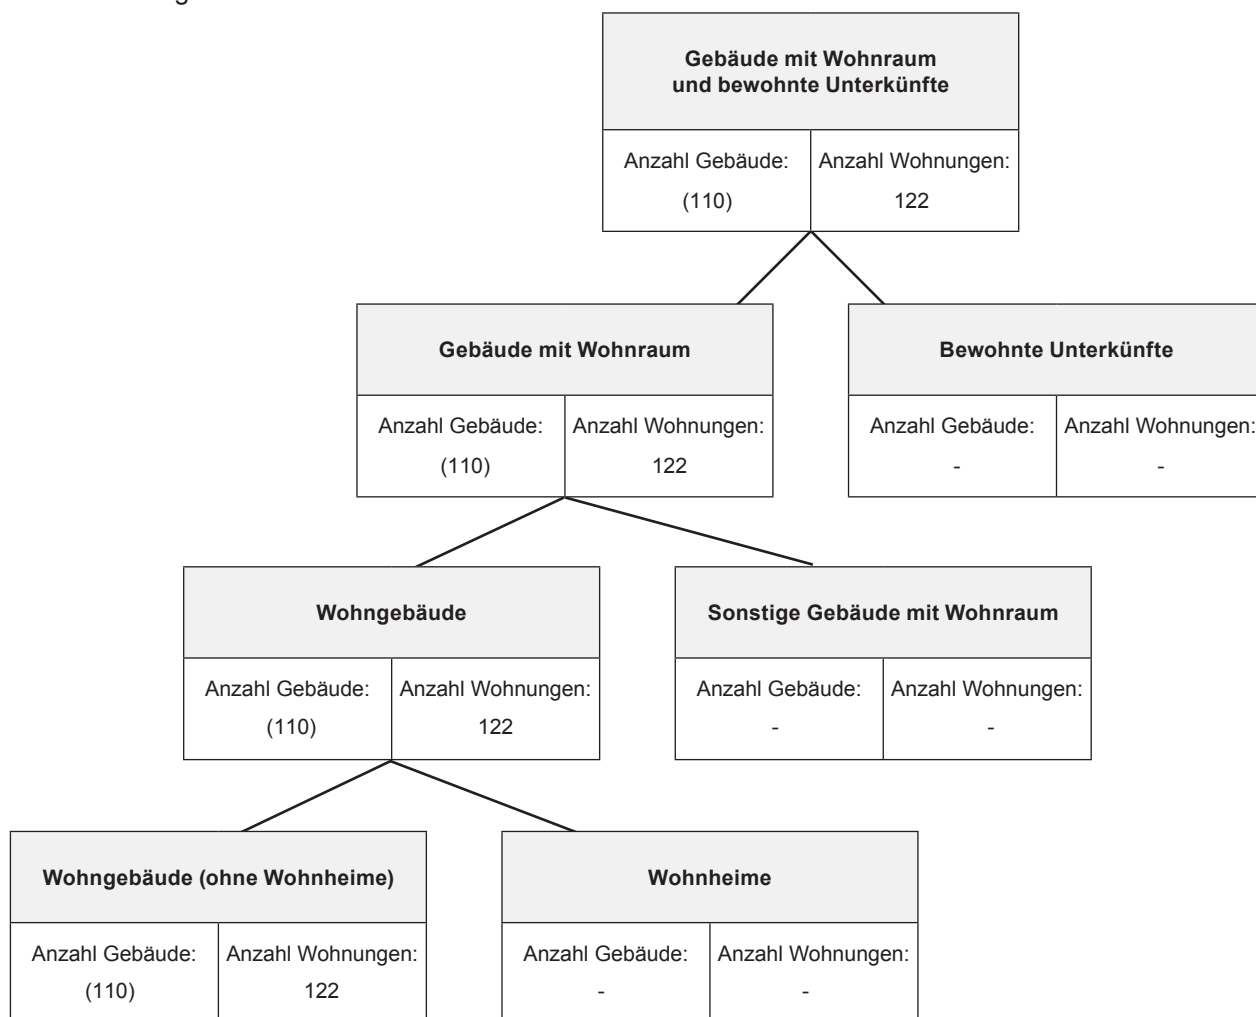 Gebäude mit Wohnraum
und bewohnte Unterkünfte
Anzahl Gebäude: Anzahl Wohnungen:
(110) 122
Gebäude mit Wohnraum Bewohnte Unterkünfte
Anzahl Gebäude: Anzahl Wohnungen: Anzahl Gebäude: Anzahl Wohnungen:
(110) 122 - -
Wohngebäude Sonstige Gebäude mit Wohnraum
Anzahl Gebäude: Anzahl Wohnungen: Anzahl Gebäude: Anzahl Wohnungen:
(110) 122 - -
Wohngebäude (ohne Wohnheime) Wohnheime
Anzahl Gebäude: Anzahl Wohnungen: Anzahl Gebäude: Anzahl Wohnungen:
(110) 122 - -